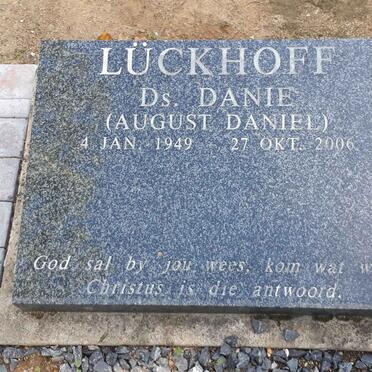 LÜCKHOFF
Ds. DANIE
(AUGUST DANIEL)
4 JAN. 1949 – 27 OKT. 2006
God sal by jou wees, kom wat w
Christus is die antwoord.